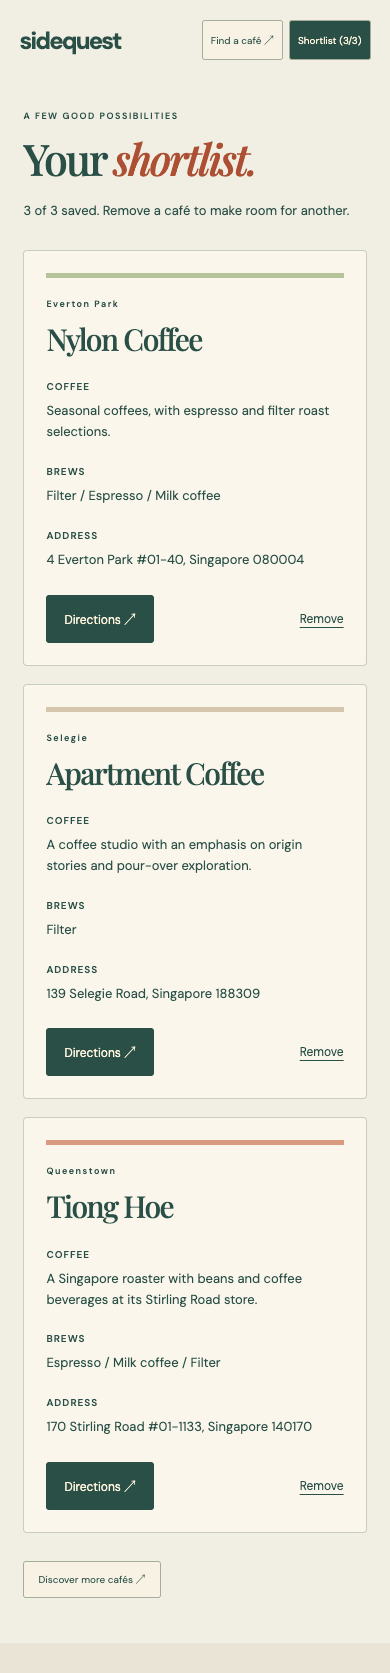 sidequest
Find a café ↗
Shortlist (3/3)
A FEW GOOD POSSIBILITIES
Your shortlist.
3 of 3 saved. Remove a café to make room for another.
Everton Park
Nylon Coffee
COFFEE
Seasonal coffees, with espresso and filter roast
selections.
BREWS
Filter / Espresso / Milk coffee
ADDRESS
4 Everton Park #01-40, Singapore 080004
Directions ↗
Remove
Selegie
Apartment Coffee
COFFEE
A coffee studio with an emphasis on origin
stories and pour-over exploration.
BREWS
Filter
ADDRESS
139 Selegie Road, Singapore 188309
Directions ↗
Remove
Queenstown
Tiong Hoe
COFFEE
A Singapore roaster with beans and coffee
beverages at its Stirling Road store.
BREWS
Espresso / Milk coffee / Filter
ADDRESS
170 Stirling Road #01-1133, Singapore 140170
Directions ↗
Remove
Discover more cafés ↗